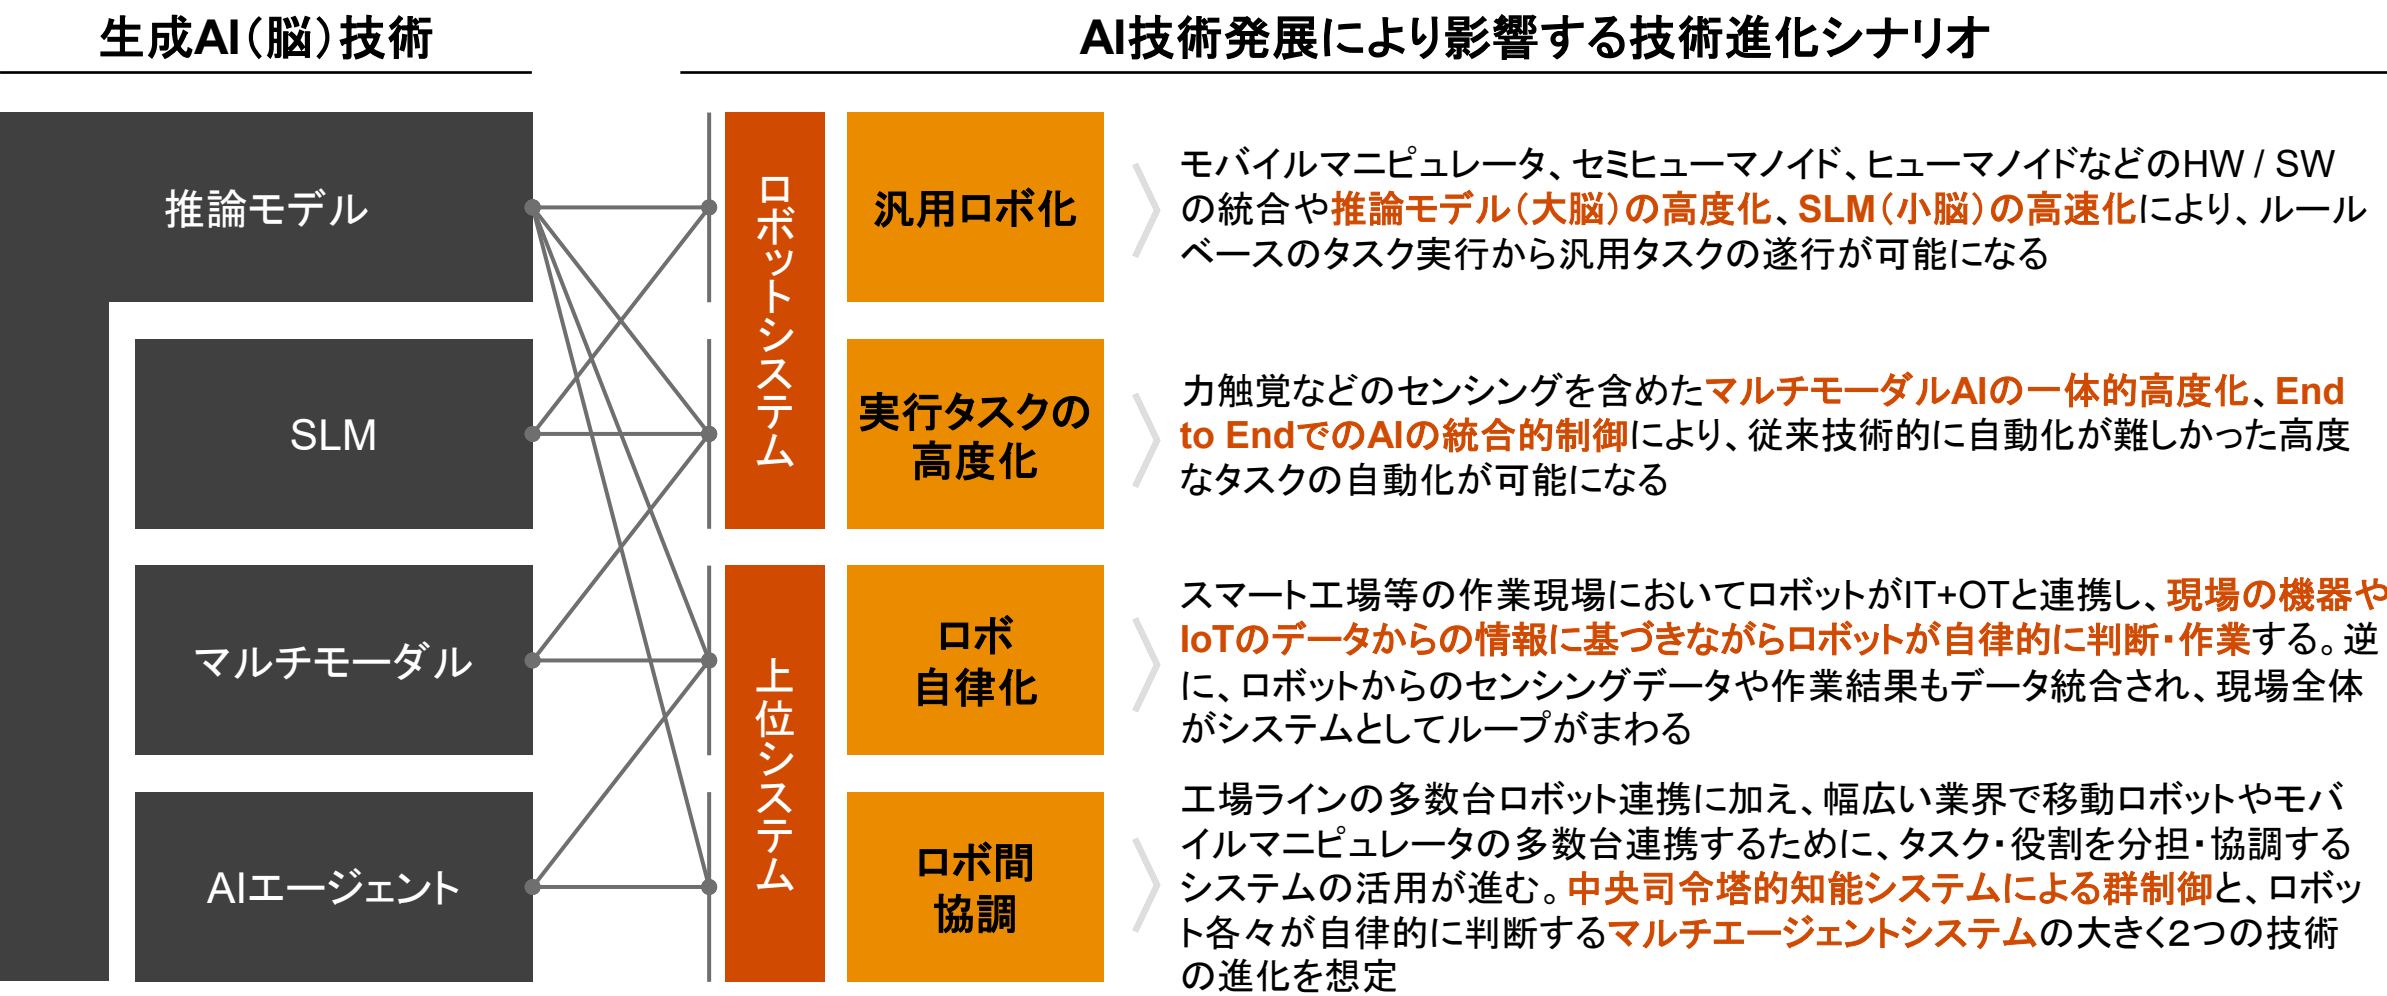 生成AI（脳）技術
AI技術発展により影響する技術進化シナリオ
推論モデル
SLM
マルチモーダル
AIエージェント
ロボットシステム
汎用ロボ化
モバイルマニピュレータ、セミヒューマノイド、ヒューマノイドなどのHW / SW
の統合や推論モデル（大脳）の高度化、SLM（小脳）の高速化により、ルール
ベースのタスク実行から汎用タスクの遂行が可能になる
実行タスクの
高度化
力触覚などのセンシングを含めたマルチモーダルAIの一体的高度化、End
to EndでのAIの統合的制御により、従来技術的に自動化が難しかった高度
なタスクの自動化が可能になる
上位システム
ロボ
自律化
スマート工場等の作業現場においてロボットがIT+OTと連携し、現場の機器や
IoTのデータからの情報に基づきながらロボットが自律的に判断・作業する。逆
に、ロボットからのセンシングデータや作業結果もデータ統合され、現場全体
がシステムとしてループがまわる
ロボ間
協調
工場ラインの多数台ロボット連携に加え、幅広い業界で移動ロボットやモバ
イルマニピュレータの多数台連携するために、タスク・役割を分担・協調する
システムの活用が進む。中央司令塔的知能システムによる群制御と、ロボッ
ト各々が自律的に判断するマルチエージェントシステムの大きく2つの技術
の進化を想定